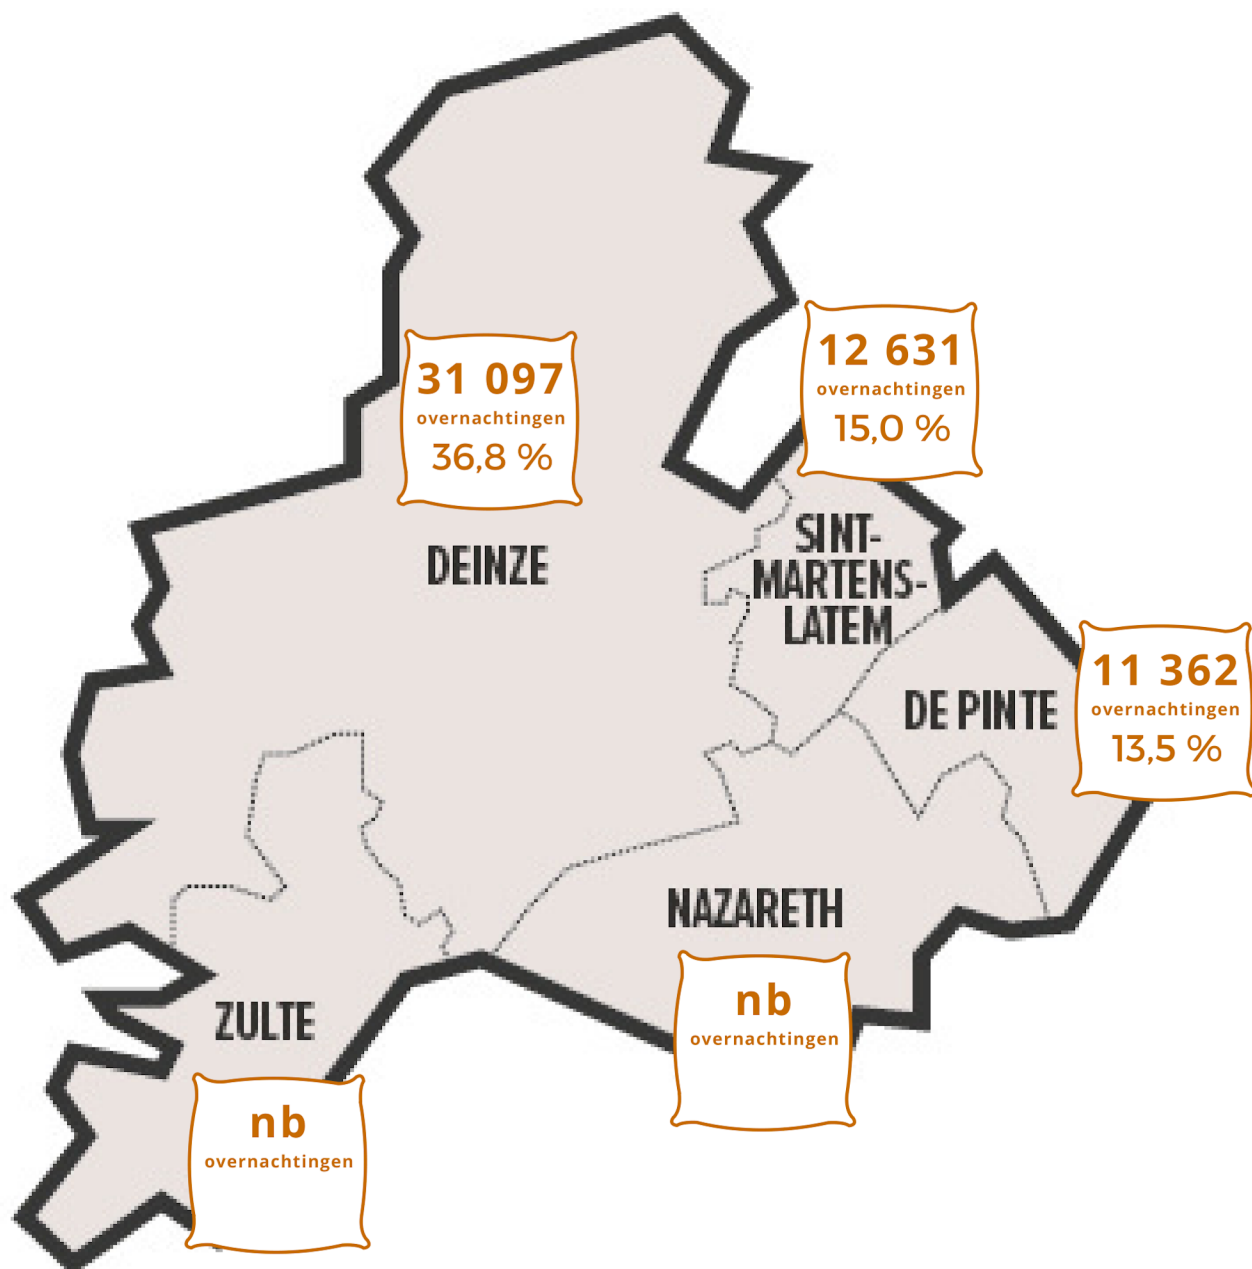 12 631
overnachtingen
15,0 %
31 097
overnachtingen
36,8 %
SINT-
MARTENS-
LATEM
DEINZE
11 362
overnachtingen
13,5 %
DE PINTE
NAZARETH
nb
overnachtingen
ZULTE
nb
overnachtingen